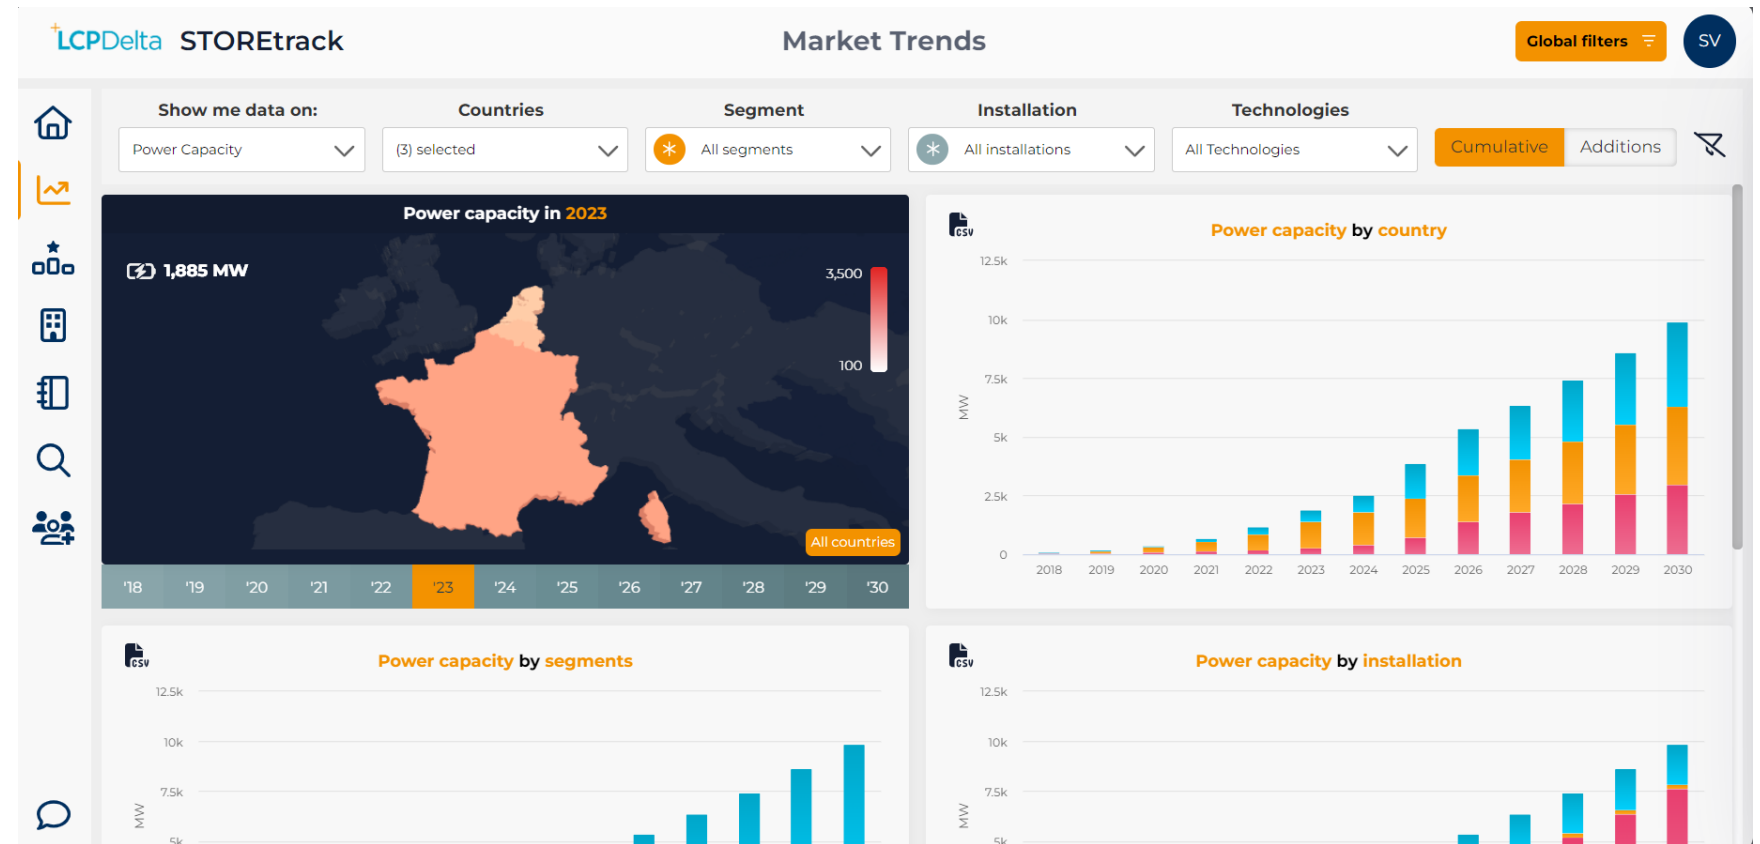 LCPDelta STOREtrack
Market Trends
Global filters
SV
Show me data on:
Countries
Segment
Installation
Technologies
Power Capacity
(3) selected
All segments
All installations
All Technologies
Cumulative
Additions
Power capacity in 2023
1,885 MW
3,500
100
All countries
'18 '19 '20 '21 '22 '23 '24 '25 '26 '27 '28 '29 '30
CSV
Power capacity by country
12.5k
10k
7.5k
5k
2.5k
0
MW
2018 2019 2020 2021 2022 2023 2024 2025 2026 2027 2028 2029 2030
CSV
Power capacity by segments
12.5k
10k
7.5k
5k
MW
CSV
Power capacity by installation
12.5k
10k
7.5k
5k
MW